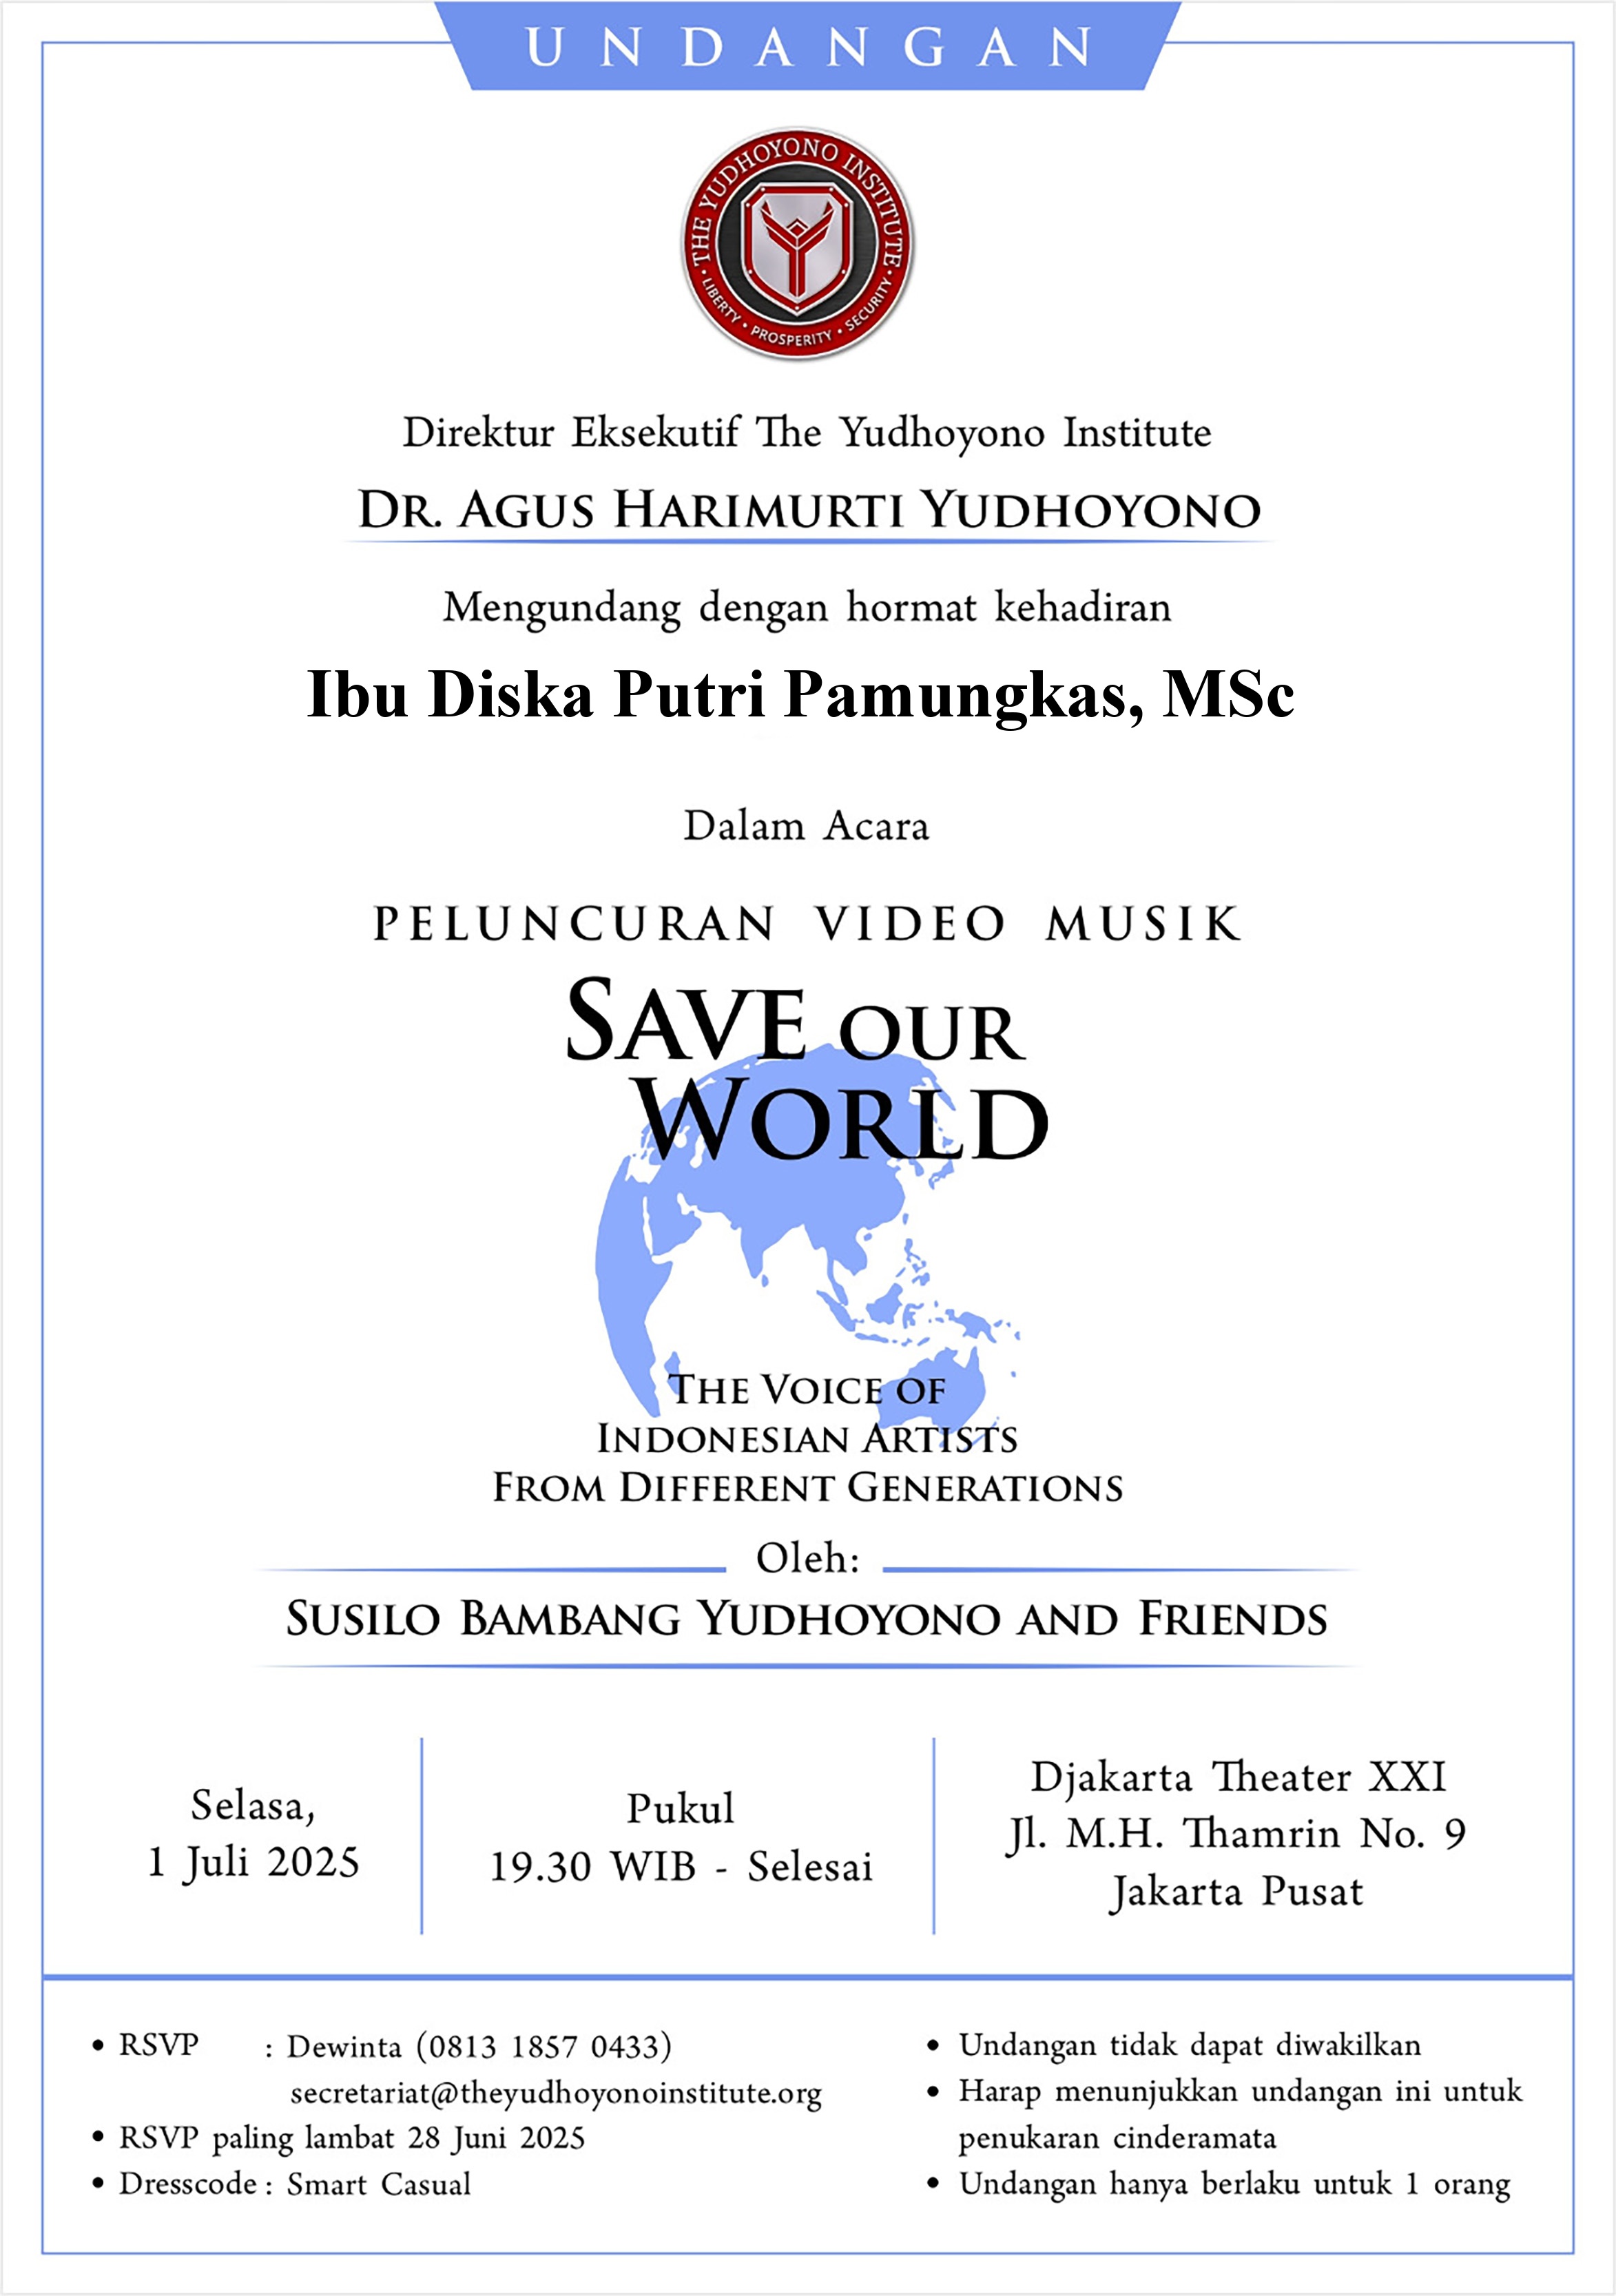 UNDANGAN
THE YUDHOYONO INSTITUTE
• LIBERTY • PROSPERITY • SECURITY •
Direktur Eksekutif The Yudhoyono Institute
DR. AGUS HARIMURTI YUDHOYONO
Mengundang dengan hormat kehadiran
Ibu Diska Putri Pamungkas, MSc
Dalam Acara
PELUNCURAN VIDEO MUSIK
SAVE OUR
WORLD
THE VOICE OF
INDONESIAN ARTISTS
FROM DIFFERENT GENERATIONS
Oleh:
SUSILO BAMBANG YUDHOYONO AND FRIENDS
Selasa,
1 Juli 2025
Pukul
19.30 WIB - Selesai
Djakarta Theater XXI
Jl. M.H. Thamrin No. 9
Jakarta Pusat
• RSVP : Dewinta (0813 1857 0433)
secretariat@theyudhoyonoinstitute.org
• RSVP paling lambat 28 Juni 2025
• Dresscode : Smart Casual
• Undangan tidak dapat diwakilkan
• Harap menunjukkan undangan ini untuk
penukaran cinderamata
• Undangan hanya berlaku untuk 1 orang